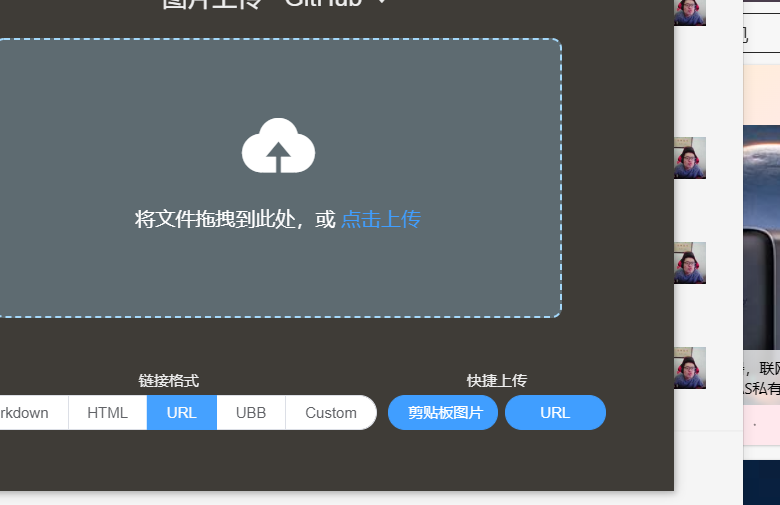 图片上传 - GitHub
将文件拖拽到此处，或 点击上传
链接格式
快捷上传
rkdown HTML URL UBB Custom
剪贴板图片 URL
，联网
AS私有